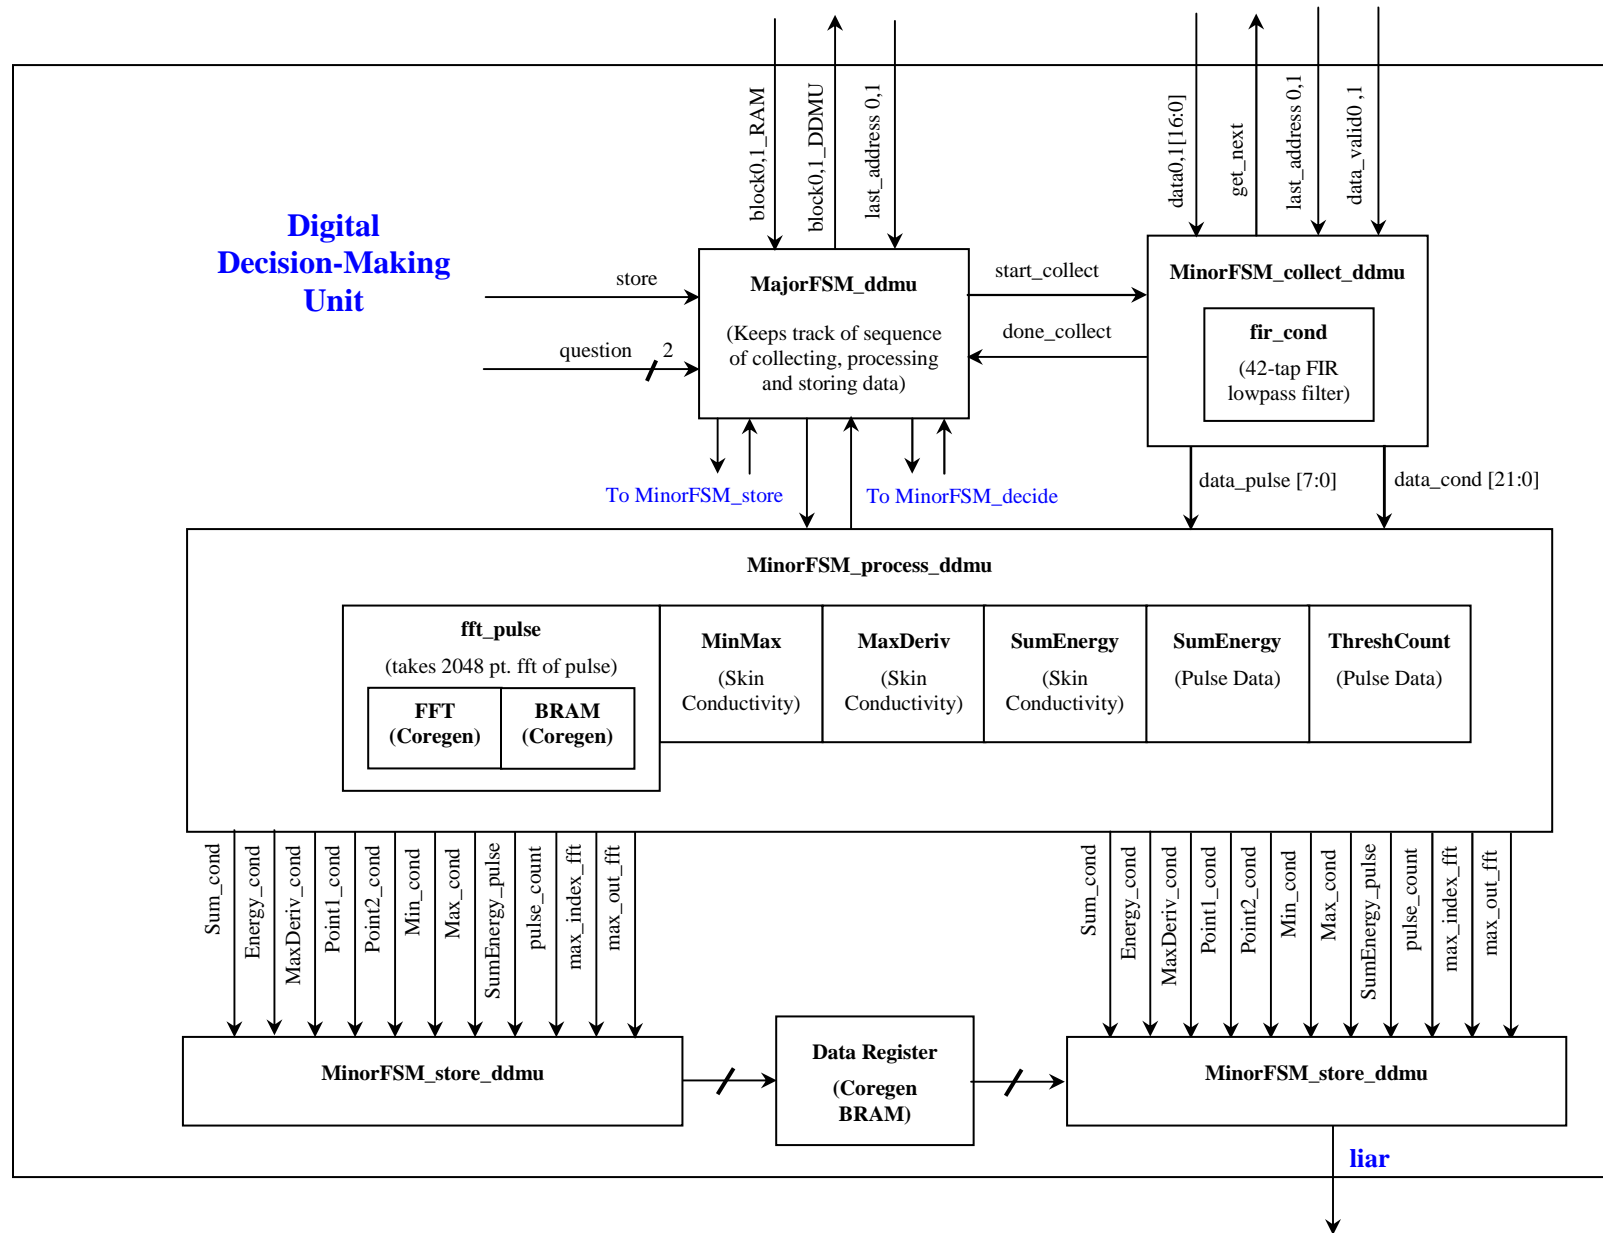 block0,1_RAM
block0,1_DDMU
last_address 0,1
data0,1[16:0]
get_next
last_address 0,1
data_valid0 ,1
Digital
Decision-Making
Unit
store
question
2
MajorFSM_ddmu
(Keeps track of sequence
of collecting, processing
and storing data)
start_collect
done_collect
MinorFSM_collect_ddmu
fir_cond
(42-tap FIR
lowpass filter)
To MinorFSM_store
To MinorFSM_decide
data_pulse [7:0]
data_cond [21:0]
MinorFSM_process_ddmu
fft_pulse
(takes 2048 pt. fft of pulse)
FFT
(Coregen)
BRAM
(Coregen)
MinMax
(Skin
Conductivity)
MaxDeriv
(Skin
Conductivity)
SumEnergy
(Skin
Conductivity)
SumEnergy
(Pulse Data)
ThreshCount
(Pulse Data)
Sum_cond
Energy_cond
MaxDeriv_cond
Point1_cond
Point2_cond
Min_cond
Max_cond
SumEnergy_pulse
pulse_count
max_index_fft
max_out_fft
Sum_cond
Energy_cond
MaxDeriv_cond
Point1_cond
Point2_cond
Min_cond
Max_cond
SumEnergy_pulse
pulse_count
max_index_fft
max_out_fft
MinorFSM_store_ddmu
Data Register
(Coregen
BRAM)
MinorFSM_store_ddmu
liar